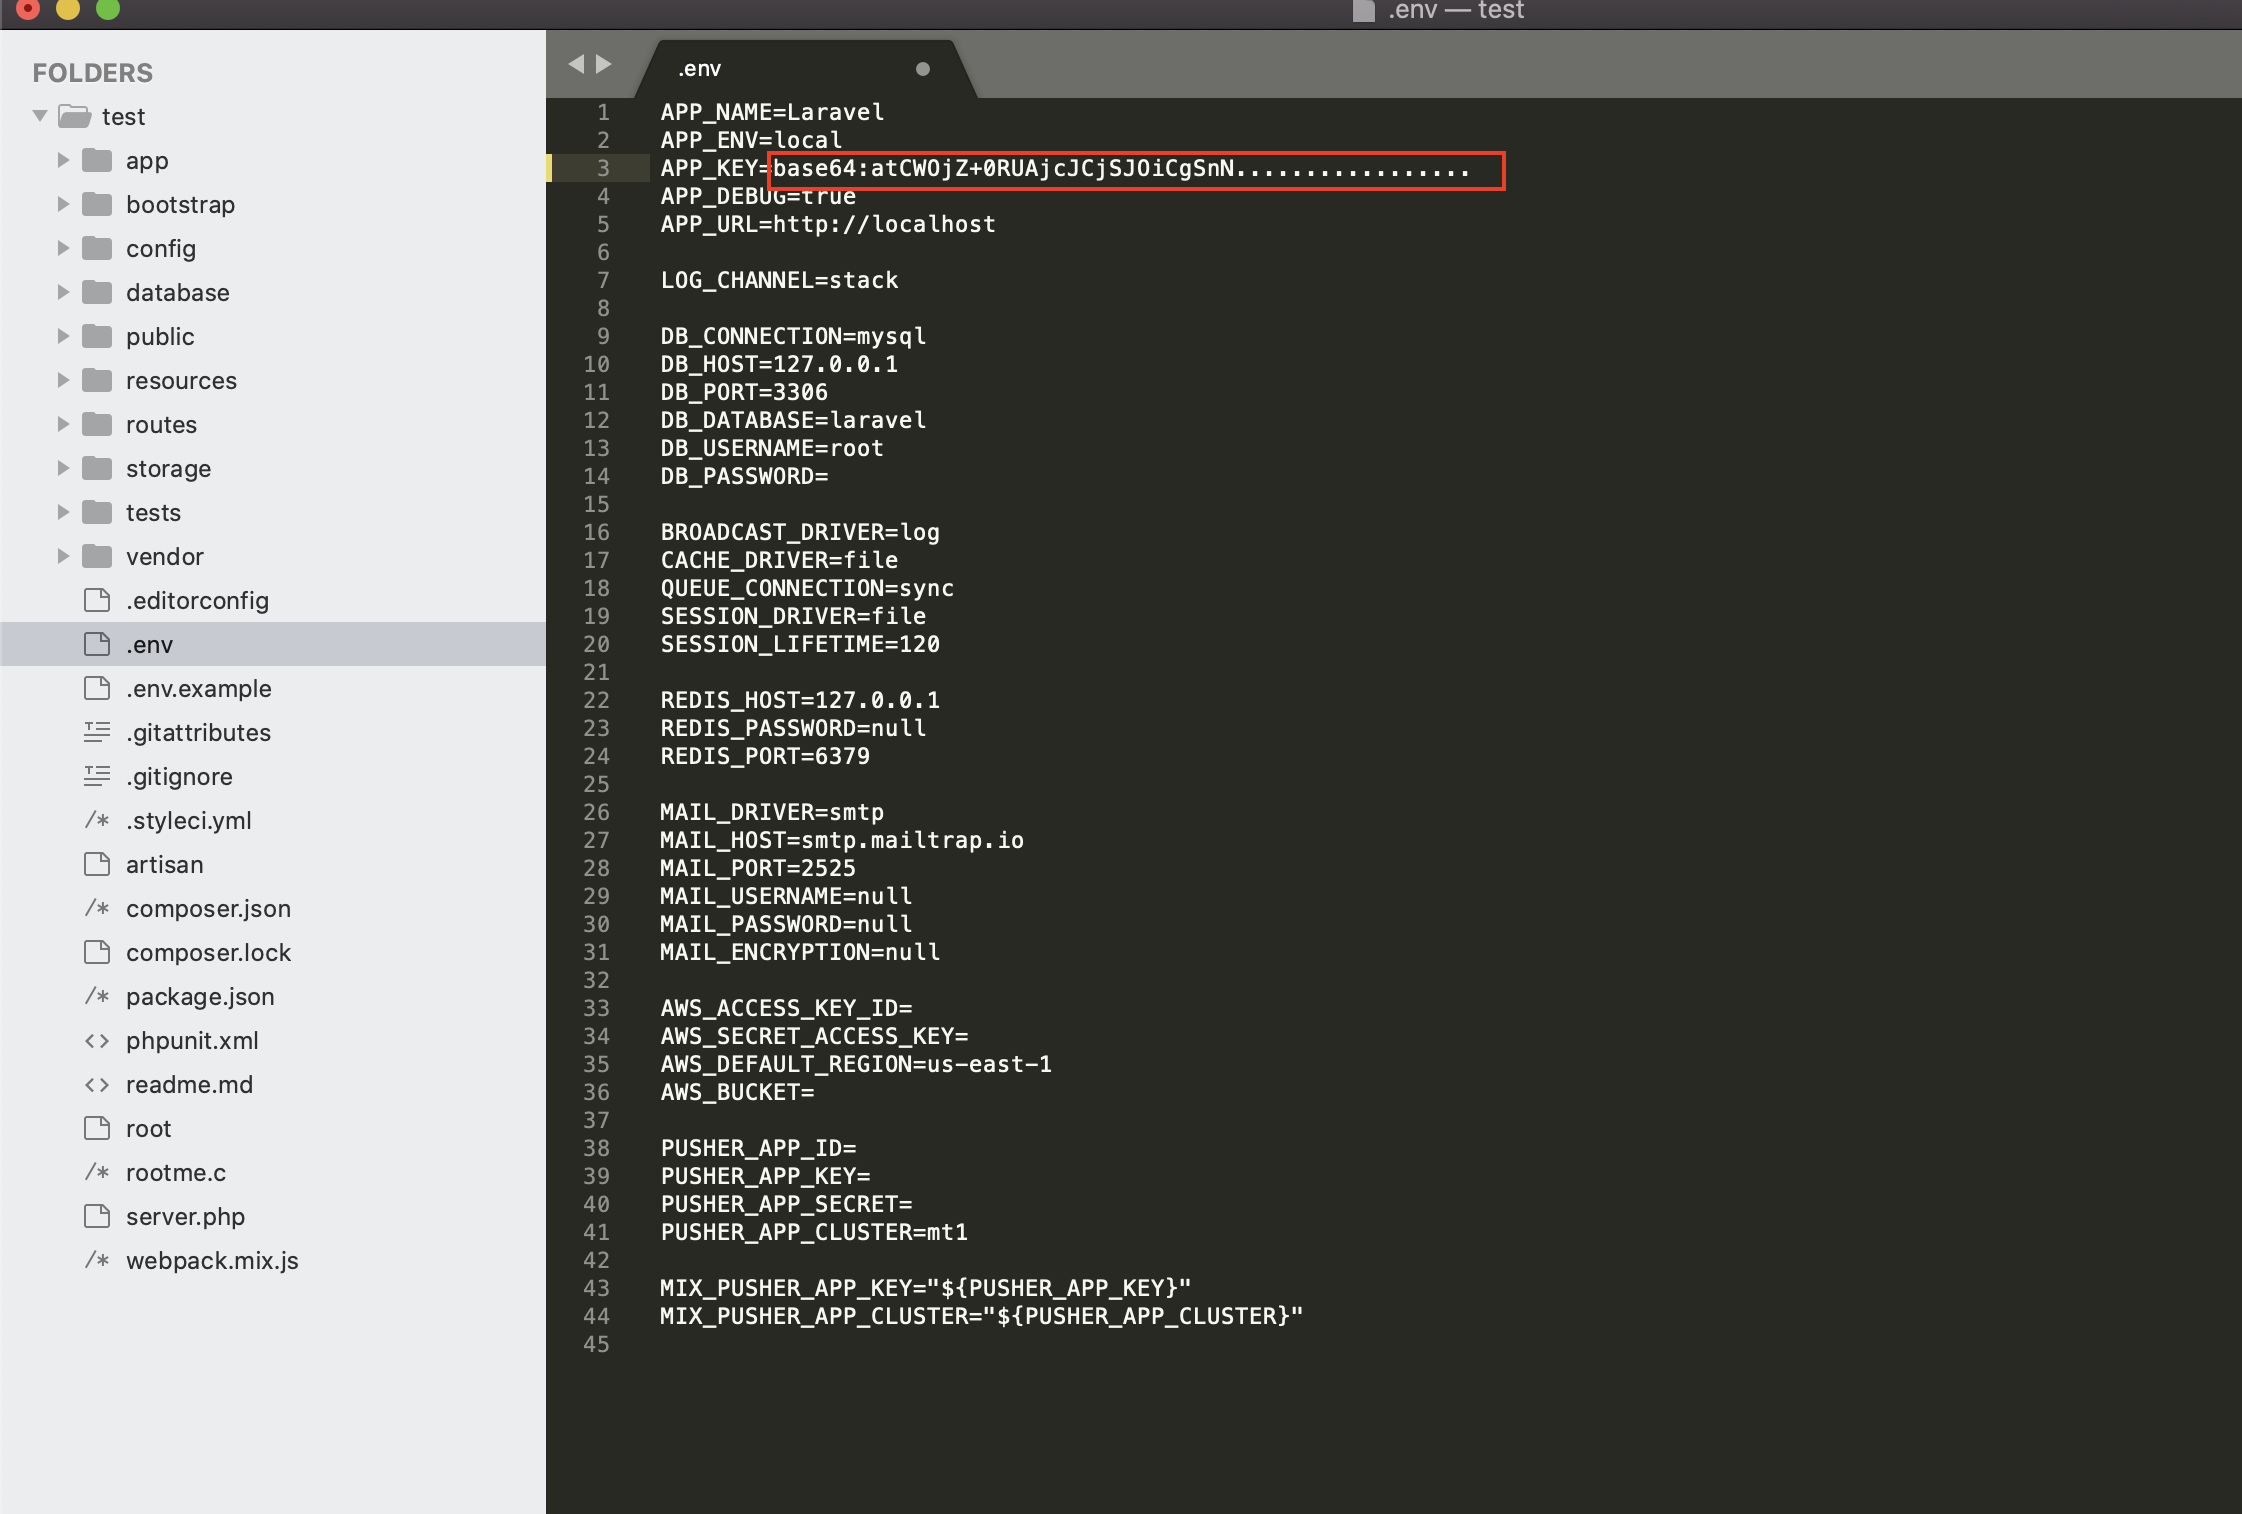 .env — test
FOLDERS
test
app
bootstrap
config
database
public
resources
routes
storage
tests
vendor
.editorconfig
.env
.env.example
.gitattributes
.gitignore
/* .styleci.yml
artisan
/* composer.json
composer.lock
/* package.json
<> phpunit.xml
<> readme.md
root
/* rootme.c
server.php
/* webpack.mix.js
.env
1 APP_NAME=Laravel
2 APP_ENV=local
3 APP_KEY=base64:atCWOjZ+0RUAjcJCjSJOiCgSnN.................
4 APP_DEBUG=true
5 APP_URL=http://localhost
6
7 LOG_CHANNEL=stack
8
9 DB_CONNECTION=mysql
10 DB_HOST=127.0.0.1
11 DB_PORT=3306
12 DB_DATABASE=laravel
13 DB_USERNAME=root
14 DB_PASSWORD=
15
16 BROADCAST_DRIVER=log
17 CACHE_DRIVER=file
18 QUEUE_CONNECTION=sync
19 SESSION_DRIVER=file
20 SESSION_LIFETIME=120
21
22 REDIS_HOST=127.0.0.1
23 REDIS_PASSWORD=null
24 REDIS_PORT=6379
25
26 MAIL_DRIVER=smtp
27 MAIL_HOST=smtp.mailtrap.io
28 MAIL_PORT=2525
29 MAIL_USERNAME=null
30 MAIL_PASSWORD=null
31 MAIL_ENCRYPTION=null
32
33 AWS_ACCESS_KEY_ID=
34 AWS_SECRET_ACCESS_KEY=
35 AWS_DEFAULT_REGION=us-east-1
36 AWS_BUCKET=
37
38 PUSHER_APP_ID=
39 PUSHER_APP_KEY=
40 PUSHER_APP_SECRET=
41 PUSHER_APP_CLUSTER=mt1
42
43 MIX_PUSHER_APP_KEY="${PUSHER_APP_KEY}"
44 MIX_PUSHER_APP_CLUSTER="${PUSHER_APP_CLUSTER}"
45